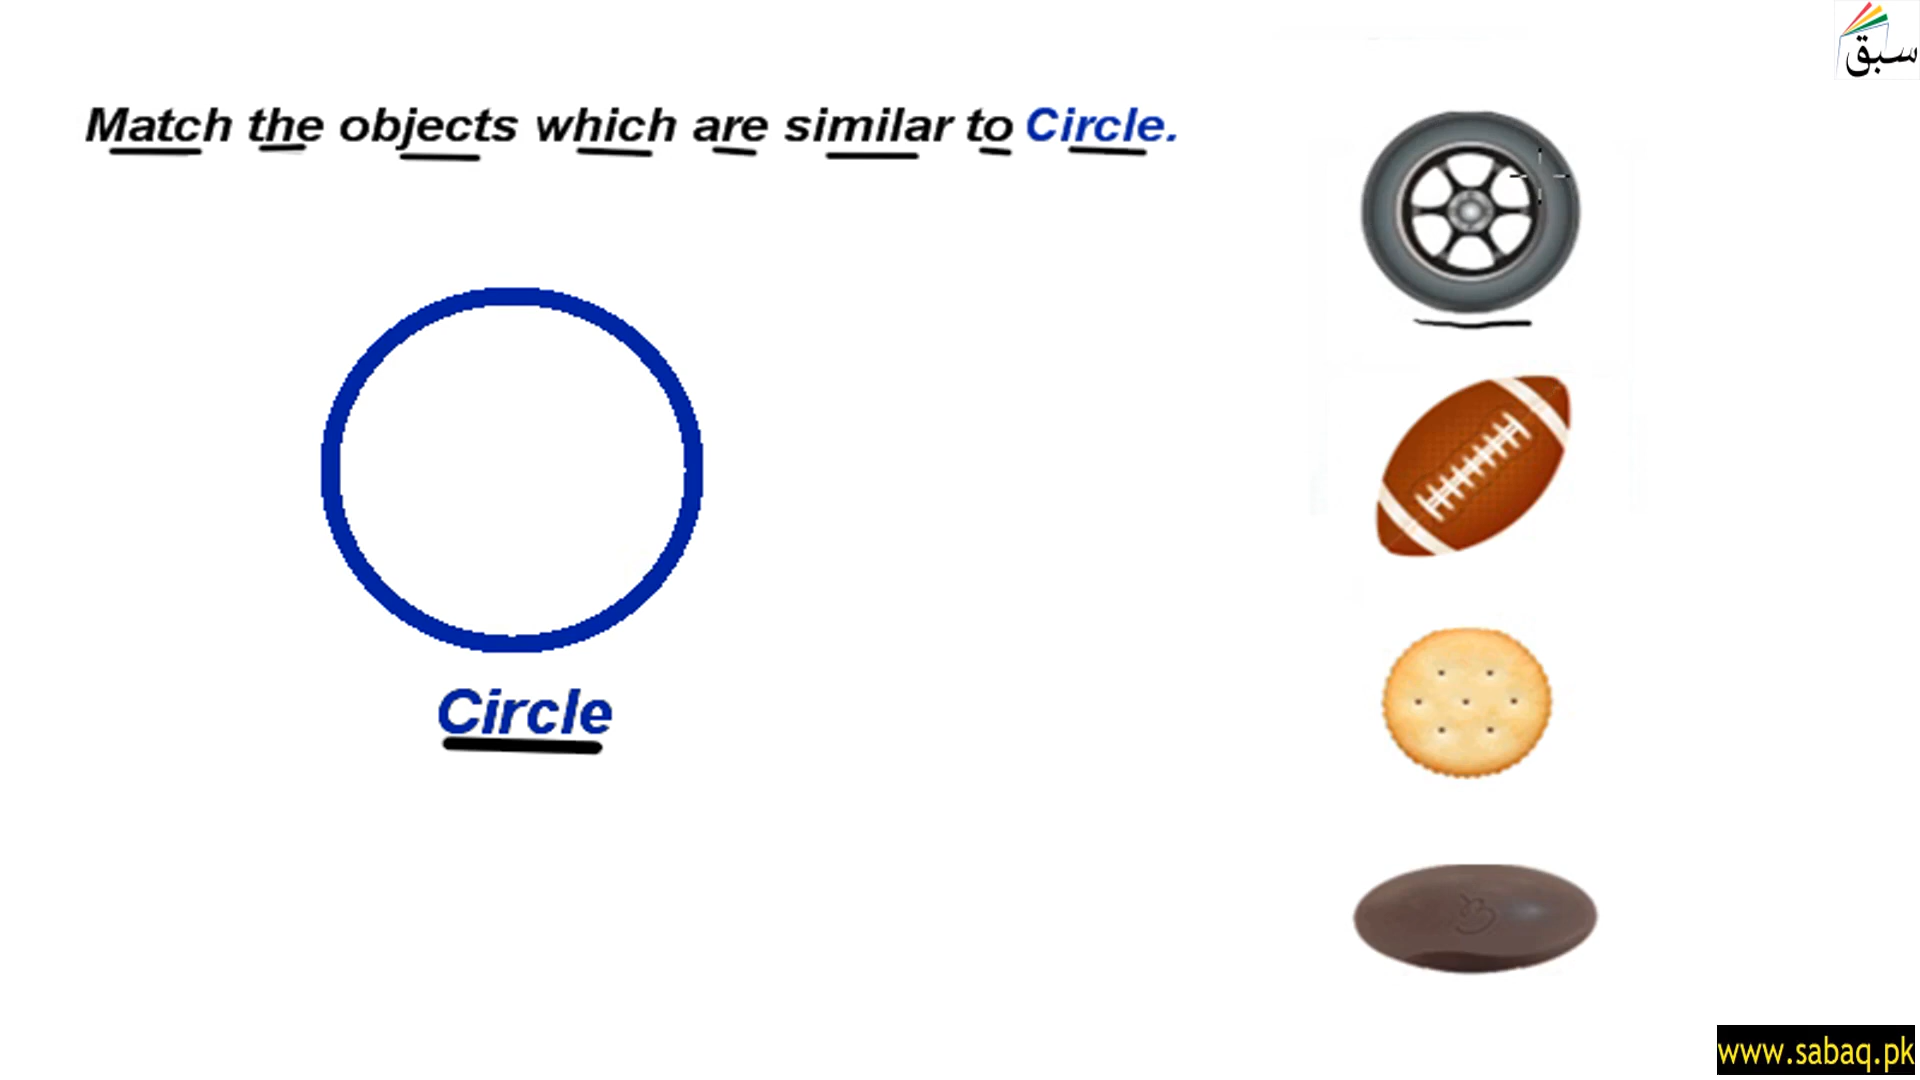 سبق
Match the objects which are similar to Circle.
Circle
www.sabaq.pk